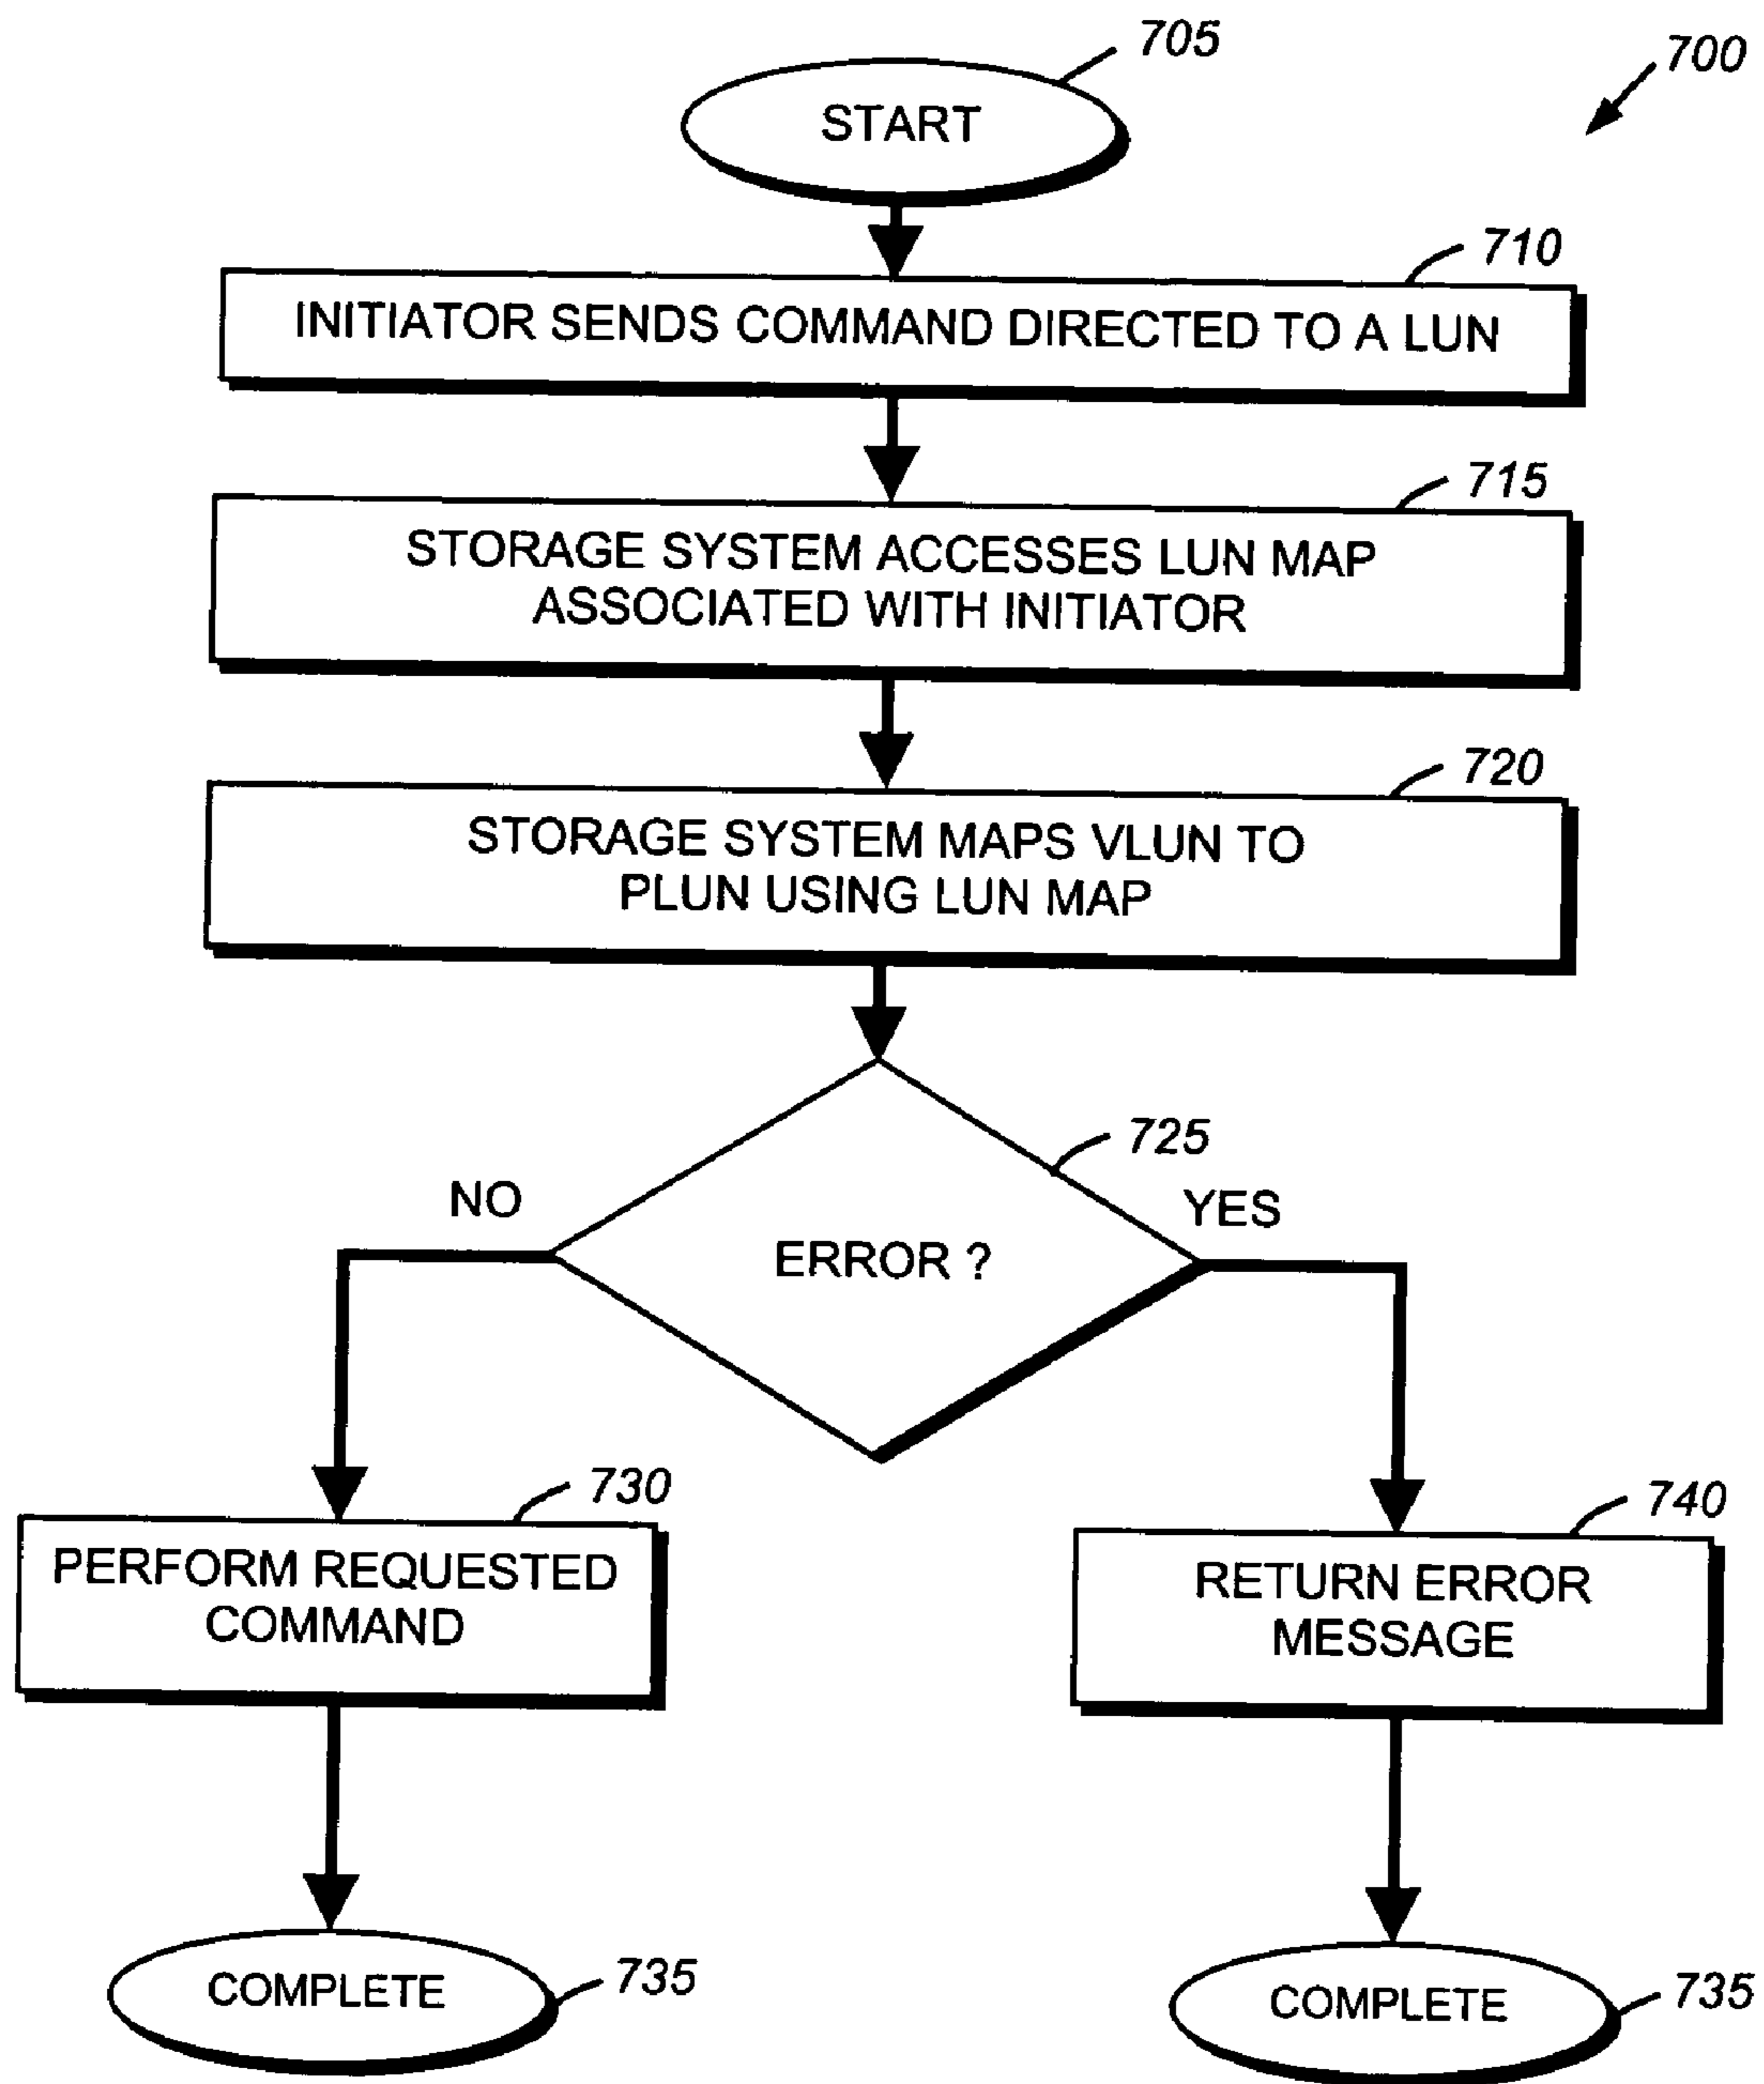 705
700
START
710
INITIATOR SENDS COMMAND DIRECTED TO A LUN
715
STORAGE SYSTEM ACCESSES LUN MAP
ASSOCIATED WITH INITIATOR
720
STORAGE SYSTEM MAPS VLUN TO
PLUN USING LUN MAP
725
NO
YES
ERROR ?
730
740
PERFORM REQUESTED
COMMAND
RETURN ERROR
MESSAGE
COMPLETE
735
COMPLETE
735